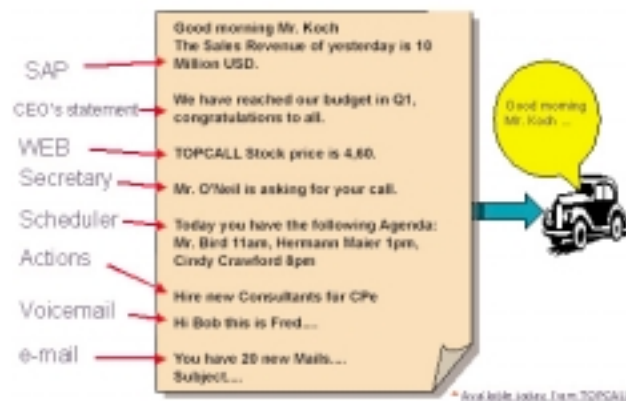 Good morning Mr. Koch
The Sales Revenue of yesterday is 10
Million USD.
SAP
CEO's statement
We have reached our budget in Q1,
congratulations to all.
WEB
TOPCALL Stock price is 4,60.
Secretary
Mr. O'Neil is asking for your call.
Scheduler
Today you have the following Agenda:
Mr. Bird 11am, Hermann Maier 1pm,
Cindy Crawford 8pm
Actions
Hire new Consultants für CPe
Voicemail
Hi Bob this is Fred....
e-mail
You have 20 new Mails....
Subject....
Good morning
Mr. Koch ...
* Available today from TOPCALL